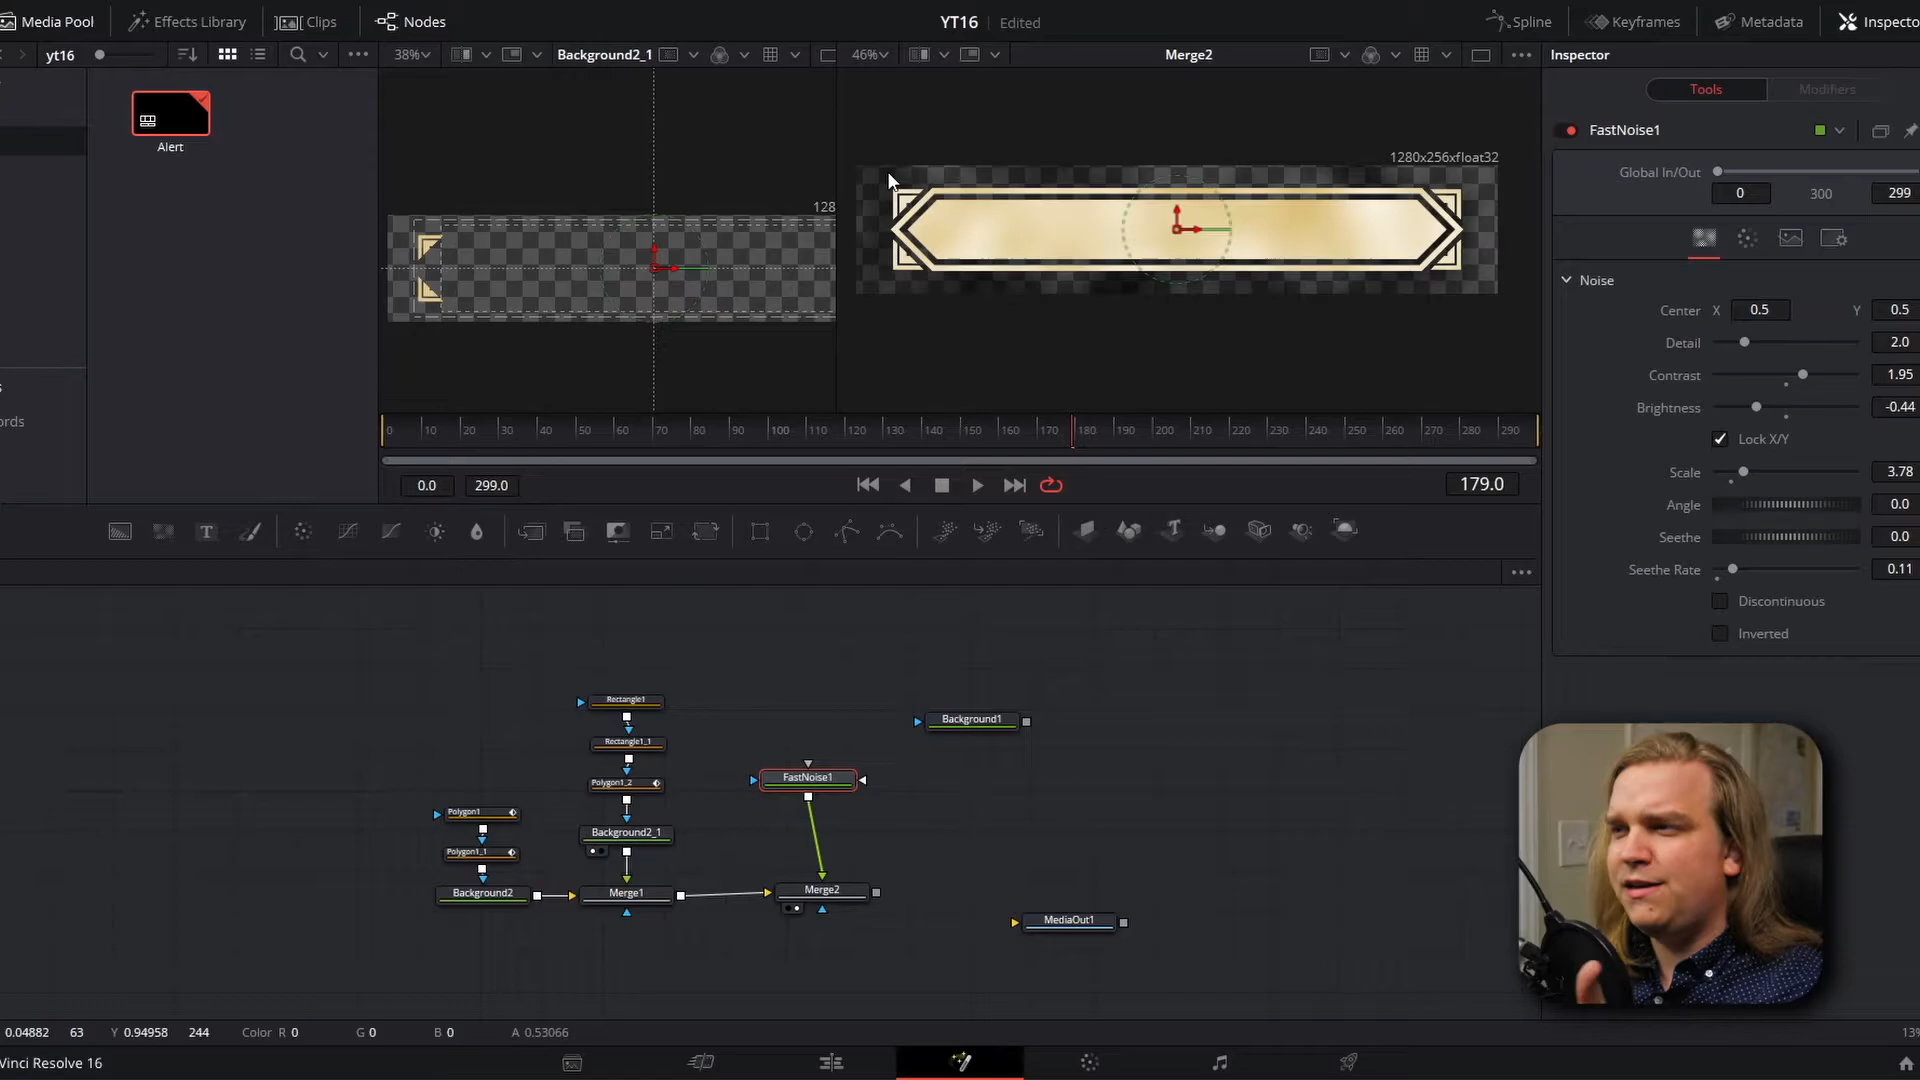 Media Pool
Effects Library
Clips
Nodes
YT16
Edited
Spline
Keyframes
Metadata
Inspecto
yt16
38%
Background2_1
46%
Merge2
Inspector
Alert
Tools
Modifiers
FastNoise1
128
1280x256xfloat32
Global In/Out
0
300
299
Noise
Center
X
0.5
Y
0.5
Detail
2.0
Contrast
1.95
Brightness
-0.44
Lock X/Y
Scale
3.78
Angle
0.0
Seethe
0.0
Seethe Rate
0.11
Discontinuous
Inverted
s
ords
0 10 20 30 40 50 60 70 80 90 100 110 120 130 140 150 160 170 180 190 200 210 220 230 240 250 260 270 280 290
0.0
299.0
179.0
Rectangle1
Rectangle1_1
Polygon1_2
Background2_1
Polygon1
Polygon1_1
Background2
Merge1
FastNoise1
Merge2
Background1
MediaOut1
0.04882 63 Y 0.94958 244 Color R 0 G 0 B 0 A 0.53066
13%
Vinci Resolve 16